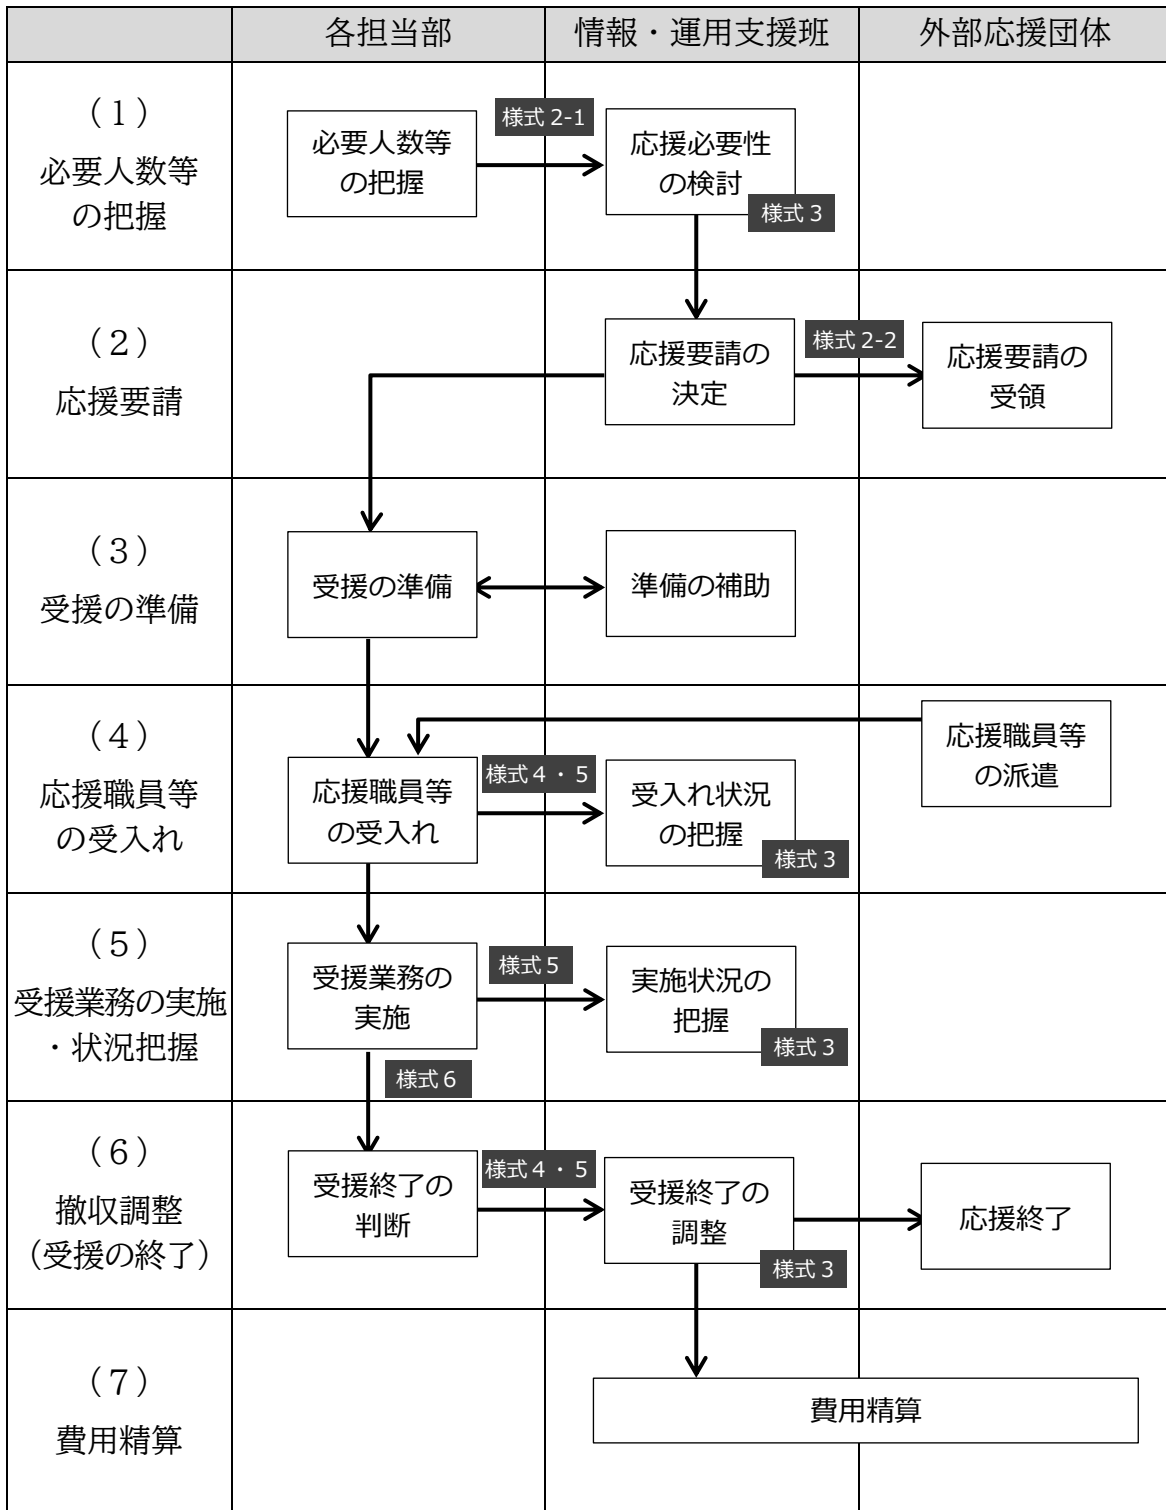 各担当部
情報・運用支援班
外部応援団体
（１）
必要人数等
の把握
必要人数等
の把握
様式 2-1
応援必要性
の検討
様式 3
（２）
応援要請
応援要請の
決定
様式 2-2
応援要請の
受領
（３）
受援の準備
受援の準備
準備の補助
（４）
応援職員等
の受入れ
応援職員等
の受入れ
様式４・５
受入れ状況
の把握
様式 3
応援職員等
の派遣
（５）
受援業務の実施
・状況把握
受援業務の
実施
様式５
実施状況の
把握
様式 3
様式６
（６）
撤収調整
（受援の終了）
受援終了の
判断
様式４・５
受援終了の
調整
様式 3
応援終了
（７）
費用精算
費用精算